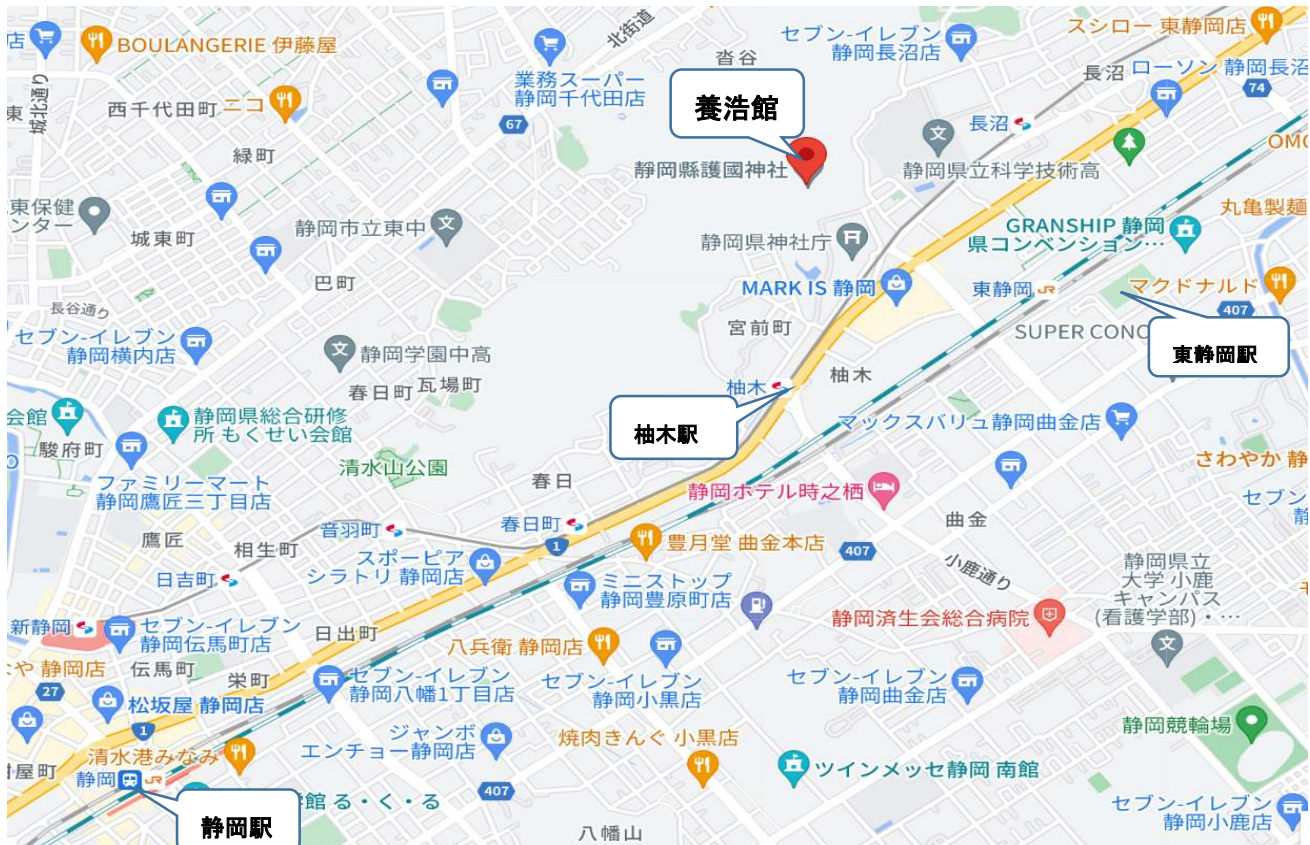 店
BOULANGERIE 伊藤屋
北街道
セブン-イレブン
静岡長沼店
スシロー 東静岡店
業務スーパー
静岡千代田店
沓谷
長沼
ローソン 静岡長沼
74
城北通り
東
西千代田町
ニコ
67
養浩館
長沼
緑町
靜岡縣護國神社
静岡県立科学技術高
OMO
東保健
ンター
城東町
静岡市立東中
静岡県神社庁
GRANSHIP 静岡
県コンベンション…
丸亀製麺
巴町
MARK IS 静岡
東静岡 JR
マクドナルド
407
長谷通り
セブン-イレブン
静岡横内店
宮前町
SUPER CONC
東静岡駅
静岡学園中高
春日町
瓦場町
柚木
柚木
会館
静岡県総合研修
所 もくせい会館
柚木駅
マックスバリュ静岡曲金店
駿府町
清水山公園
春日
さわやか 静
ファミリーマート
静岡鷹匠三丁目店
静岡ホテル時之栖
セブン
静
鷹匠
相生町
音羽町
春日町
1
豊月堂 曲金本店
407
曲金
小鹿通り
日吉町
スポーピア
シラトリ 静岡店
ミニストップ
静岡豊原町店
静岡県立
大学 小鹿
キャンパス
(看護学部)・…
静岡済生会総合病院
新静岡
セブン-イレブン
静岡伝馬町店
日出町
八兵衛 静岡店
や 静岡店
伝馬町
栄町
セブン-イレブン
静岡八幡1丁目店
セブン-イレブン
静岡小黒店
セブン-イレブン
静岡曲金店
27
松坂屋 静岡店
1
ジャンボ
エンチョー静岡店
焼肉きんぐ 小黒店
静岡競輪場
清水港みなみ
ツインメッセ静岡 南館
屋町
静岡 JR
館 る・く・る
407
セブン-イレブン
静岡小鹿店
静岡駅
八幡山